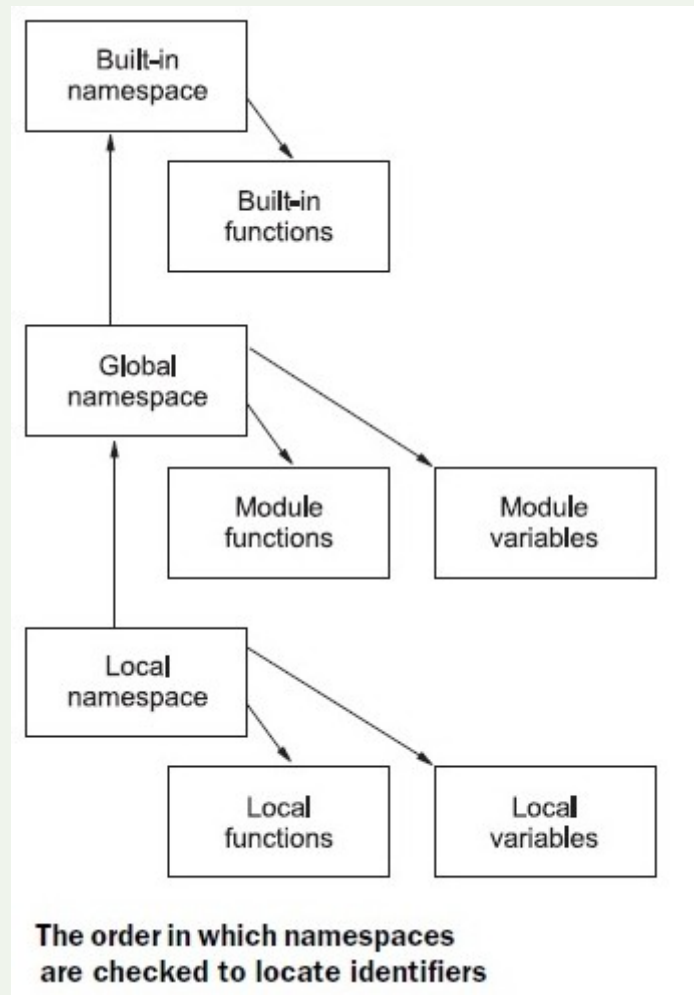 Built-in
namespace
Built-in
functions
Global
namespace
Module
functions
Module
variables
Local
namespace
Local
functions
Local
variables
The order in which namespaces
are checked to locate identifiers